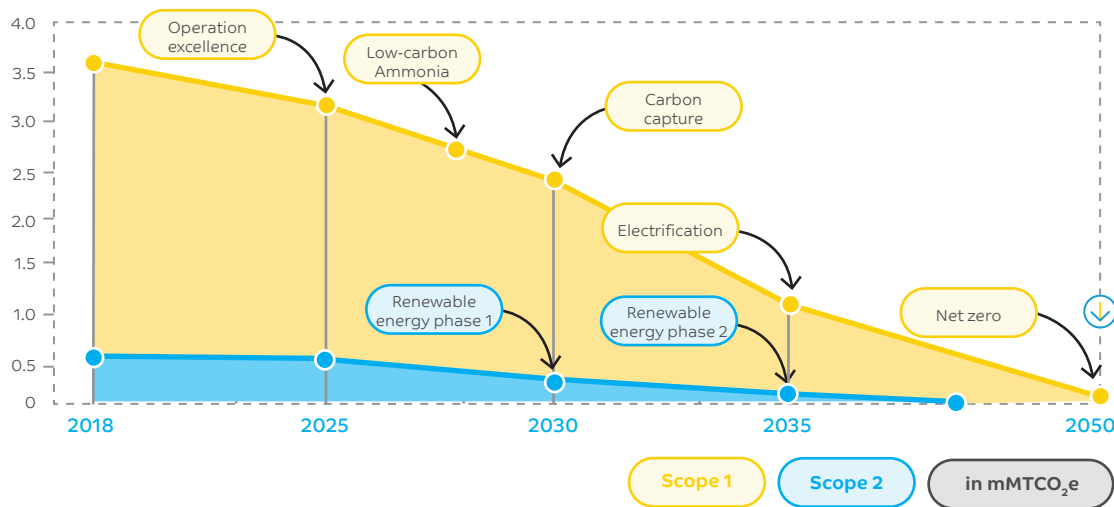 4.0
3.5
3.0
2.5
2.0
1.5
1.0
0.5
0
Operation
excellence
Low-carbon
Ammonia
Carbon
capture
Electrification
Renewable
energy phase 1
Renewable
energy phase 2
Net zero
2018
2025
2030
2035
2050
Scope 1
Scope 2
in mMTCO₂e